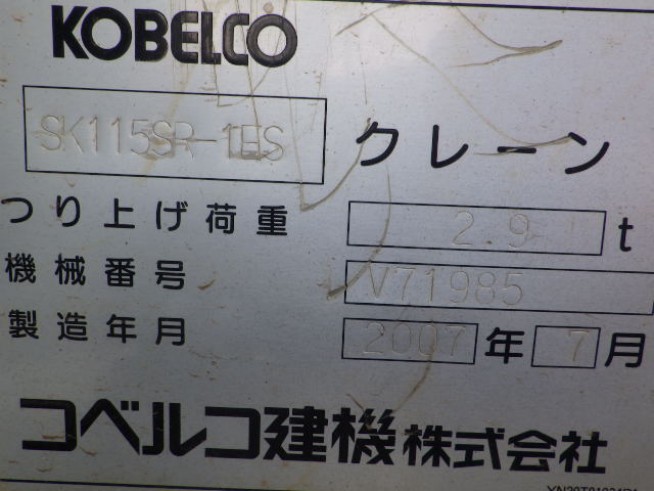 KOBELCO
SK115SR-1ES クレーン
つり上げ荷重 2.9 t
機械番号 V71985
製造年月 2007 年 7 月
コベルコ建機株式会社